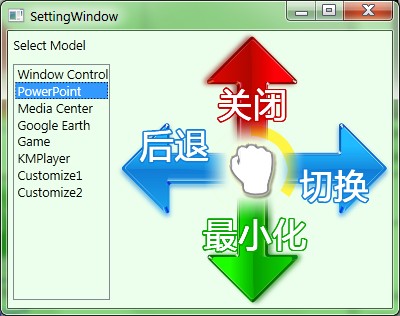 SettingWindow
Select Model
Window Control
PowerPoint
Media Center
Google Earth
Game
KMPlayer
Customize1
Customize2
关闭
后退
切换
最小化